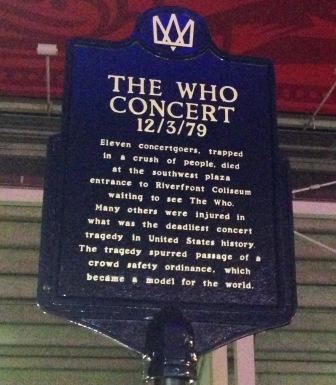 THE WHO
CONCERT
12/3/79
Eleven concertgoers, trapped
in a crush of people, died
at the southwest plaza
entrance to Riverfront Coliseum
waiting to see The Who.
Many others were injured in
what was the deadliest concert
tragedy in United States history.
The tragedy spurred passage of a
crowd safety ordinance, which
became a model for the world.